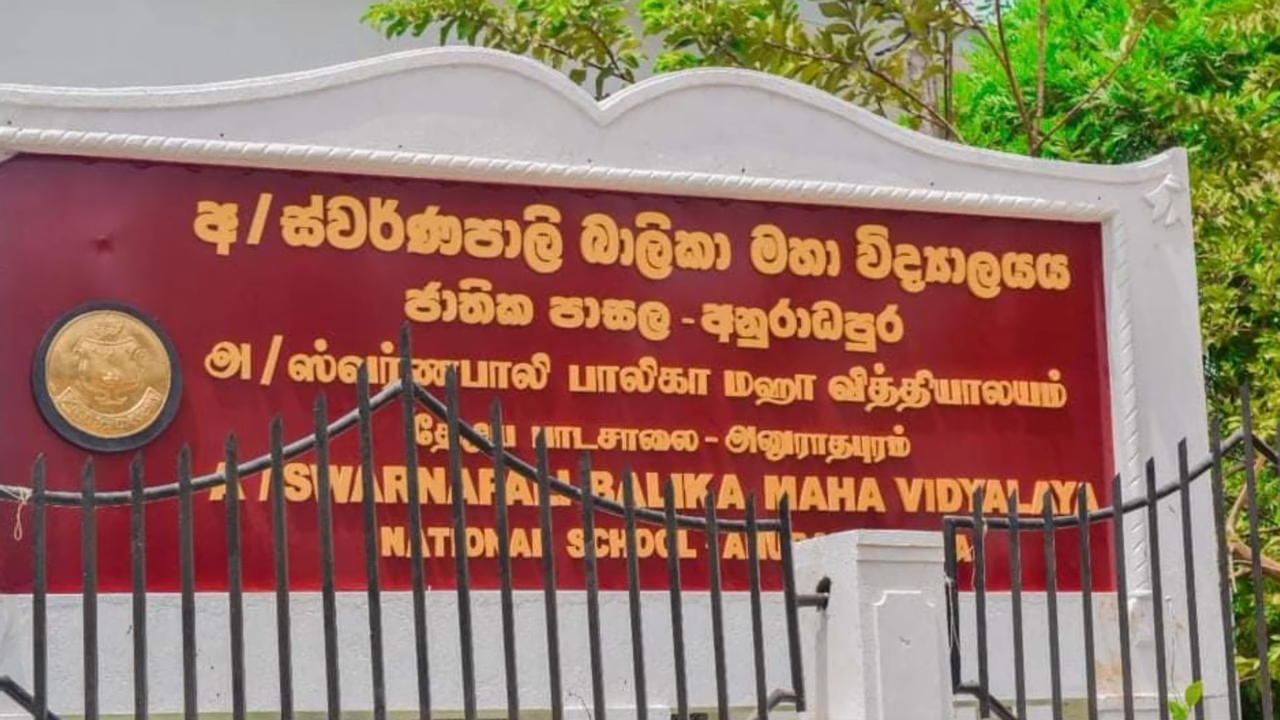 අ/ස්වර්ණපාලි බාලිකා මහා විද්‍යාලයය
ජාතික පාසල - අනුරාධපුර
அ/ஸ்வர்ணபாலி பாலிகா மஹா வித்தியாலயம்
தேசிய பாடசாலை - அனுராதபுரம்
A/SWARNAPALI BALIKA MAHA VIDYALAYA
NATIONAL SCHOOL -